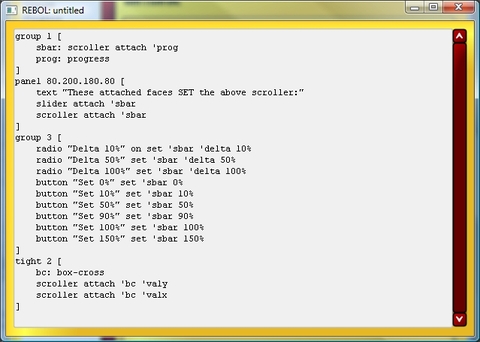 REBOL: untitled
group 1 [
    sbar: scroller attach 'prog
    prog: progress
]
panel 80.200.180.80 [
    text "These attached faces SET the above scroller:"
    slider attach 'sbar
    scroller attach 'sbar
]
group 3 [
    radio "Delta 10%" on set 'sbar 'delta 10%
    radio "Delta 50%" set 'sbar 'delta 50%
    radio "Delta 100%" set 'sbar 'delta 100%
    button "Set 0%" set 'sbar 0%
    button "Set 10%" set 'sbar 10%
    button "Set 50%" set 'sbar 50%
    button "Set 90%" set 'sbar 90%
    button "Set 100%" set 'sbar 100%
    button "Set 150%" set 'sbar 150%
]
tight 2 [
    bc: box-cross
    scroller attach 'bc 'valy
    scroller attach 'bc 'valx
]